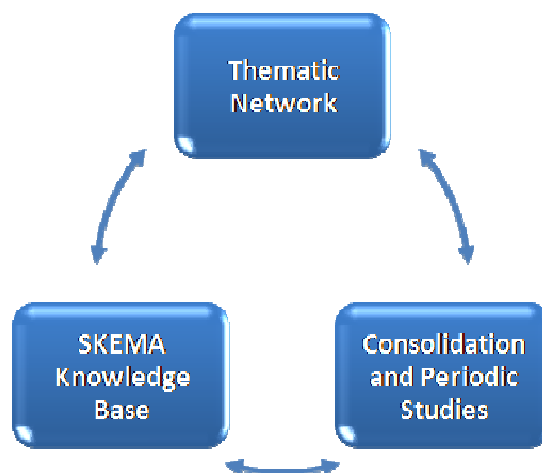 Thematic
Network
SKEMA
Knowledge
Base
Consolidation
and Periodic
Studies